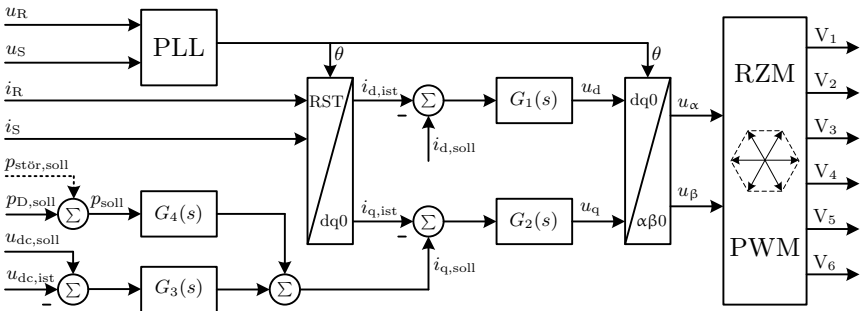 u_R
PLL
u_S
θ
θ
V_1
i_R
RST
i_d,ist
Σ
G_1(s)
u_d
dq0
u_α
RZM
V_2
i_S
i_d,soll
V_3
p_stör,soll
p_D,soll
Σ
p_soll
G_4(s)
dq0
i_q,ist
Σ
G_2(s)
u_q
αβ0
u_β
V_4
u_dc,soll
PWM
V_5
u_dc,ist
Σ
G_3(s)
Σ
i_q,soll
V_6